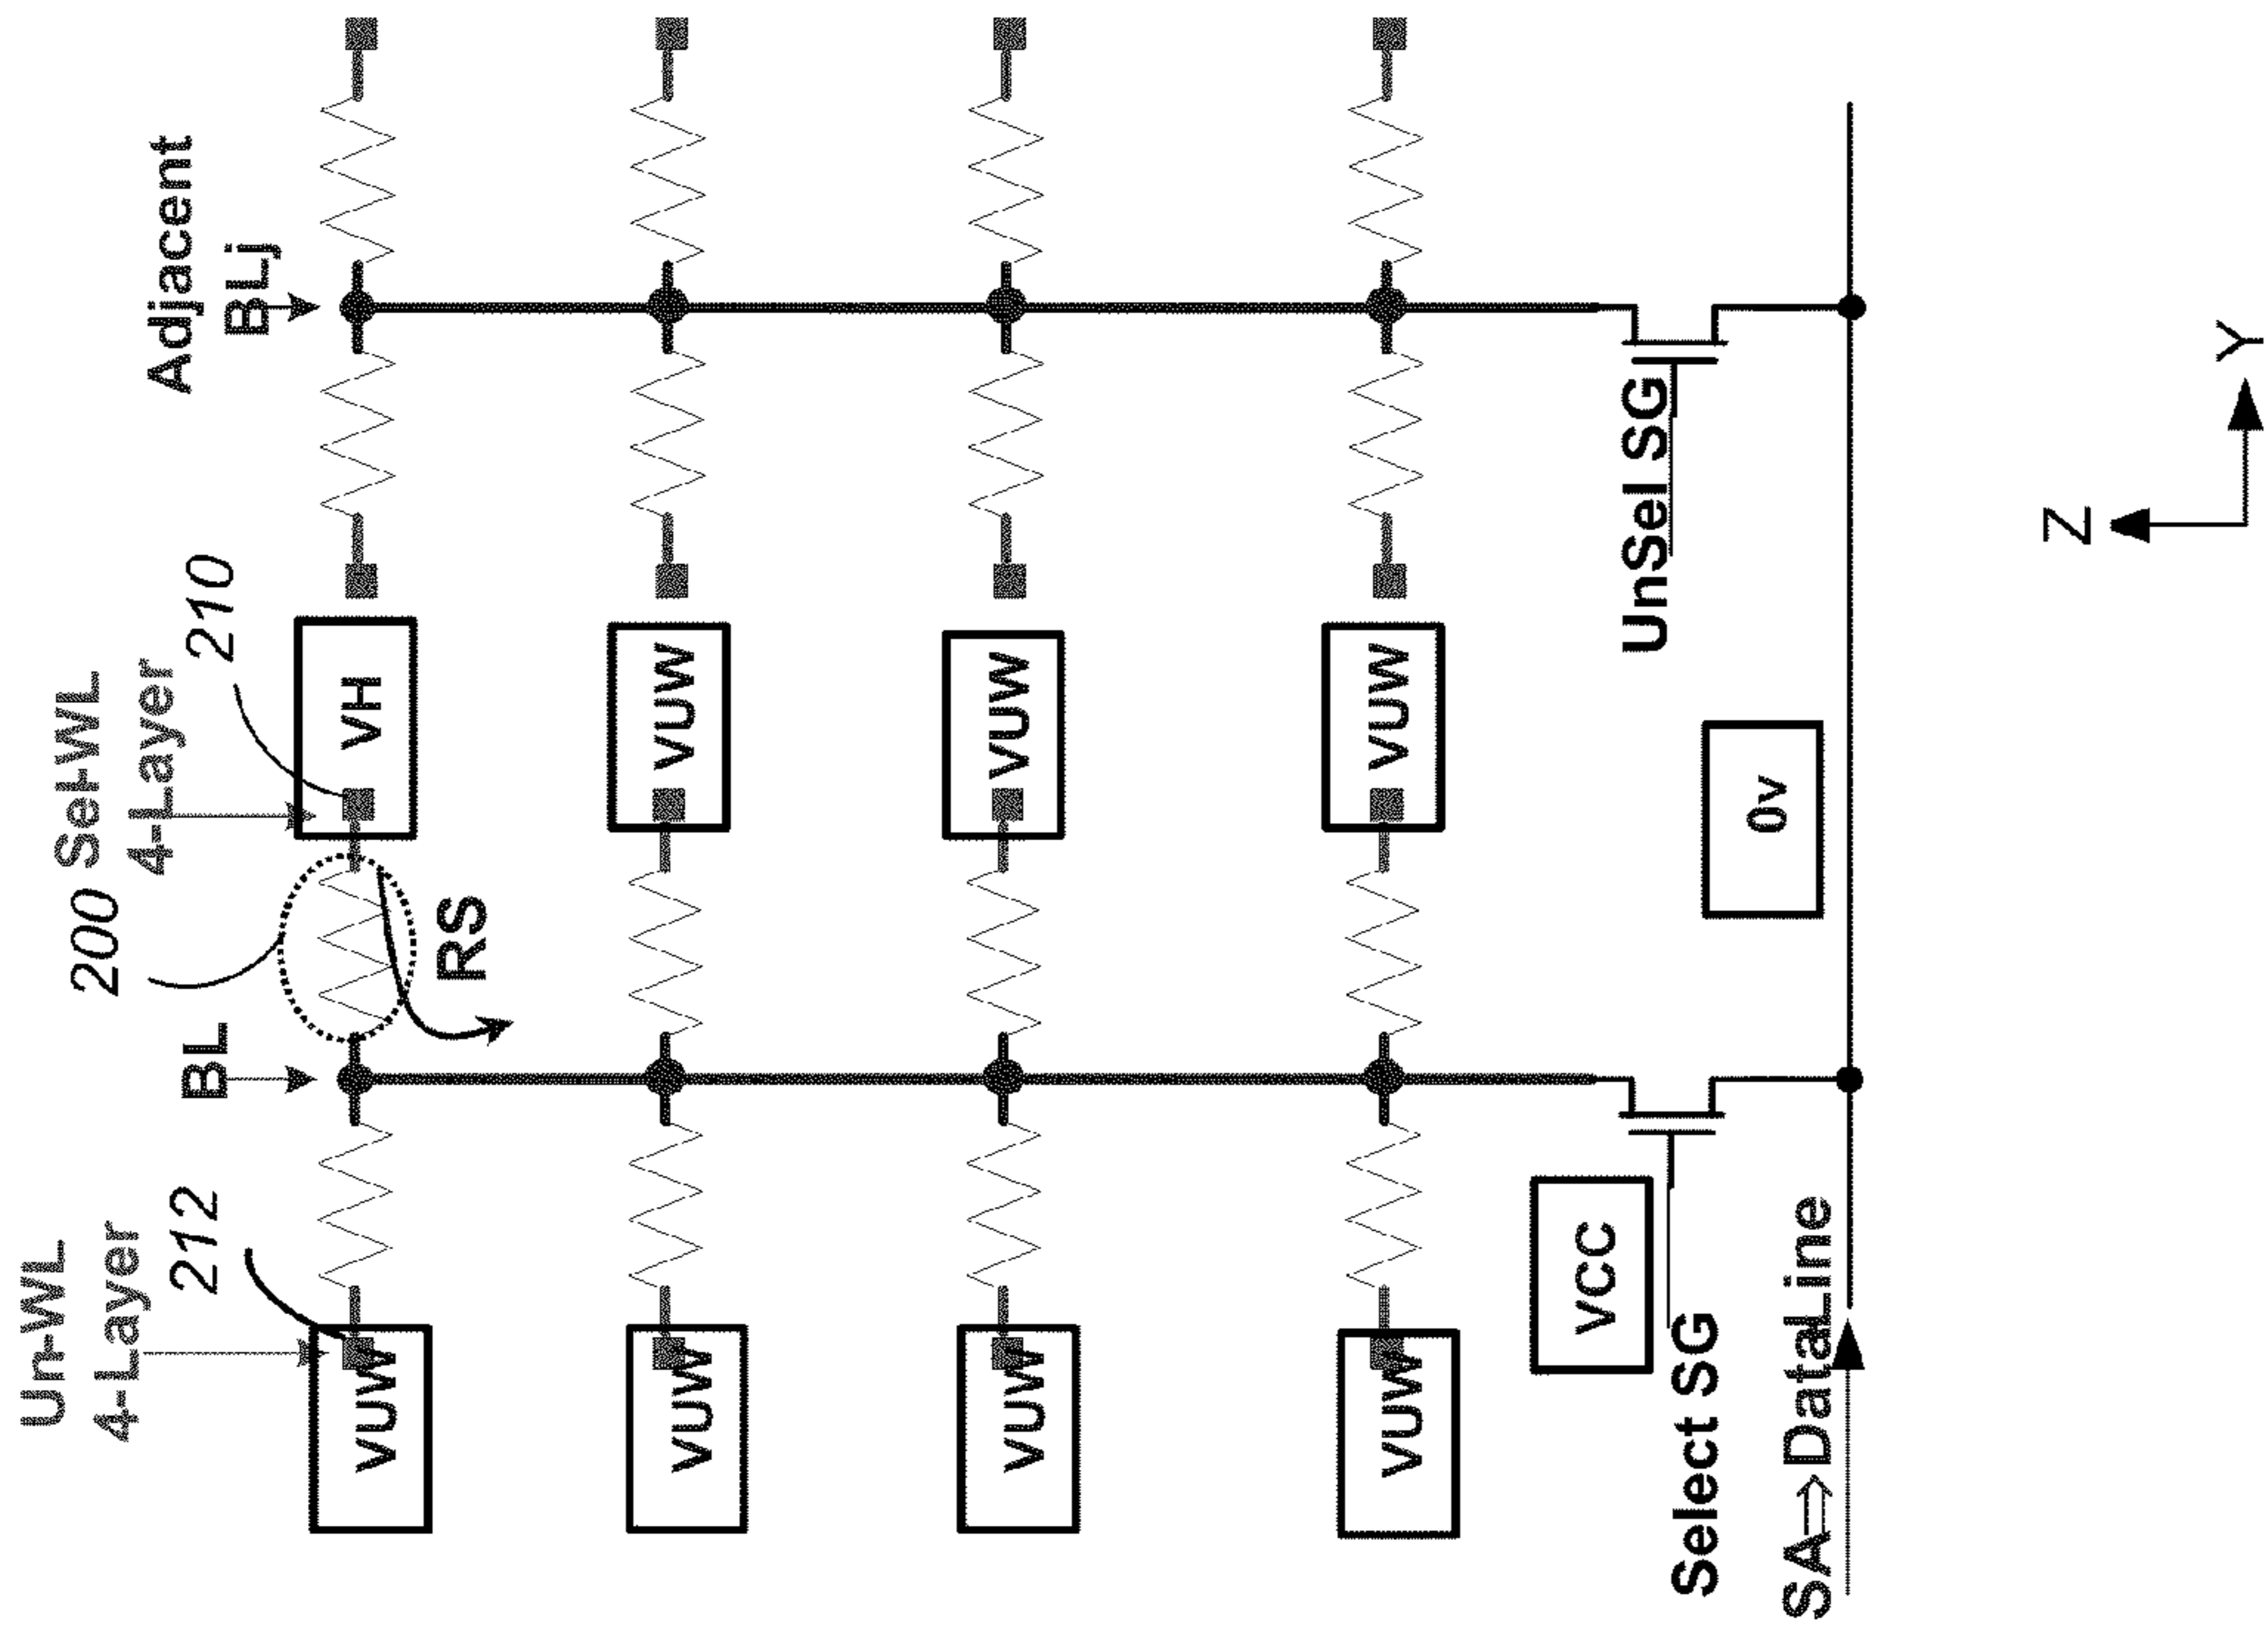 Un-WL
4-Layer
212
BL
200
Sel-WL
4-Layer
210
Adjacent
BLj
RS
VUW
VH
VUW
VUW
VUW
VUW
VUW
VUW
VCC
0v
Select SG
UnSel SG
SA⇒DataLine
Z
Y